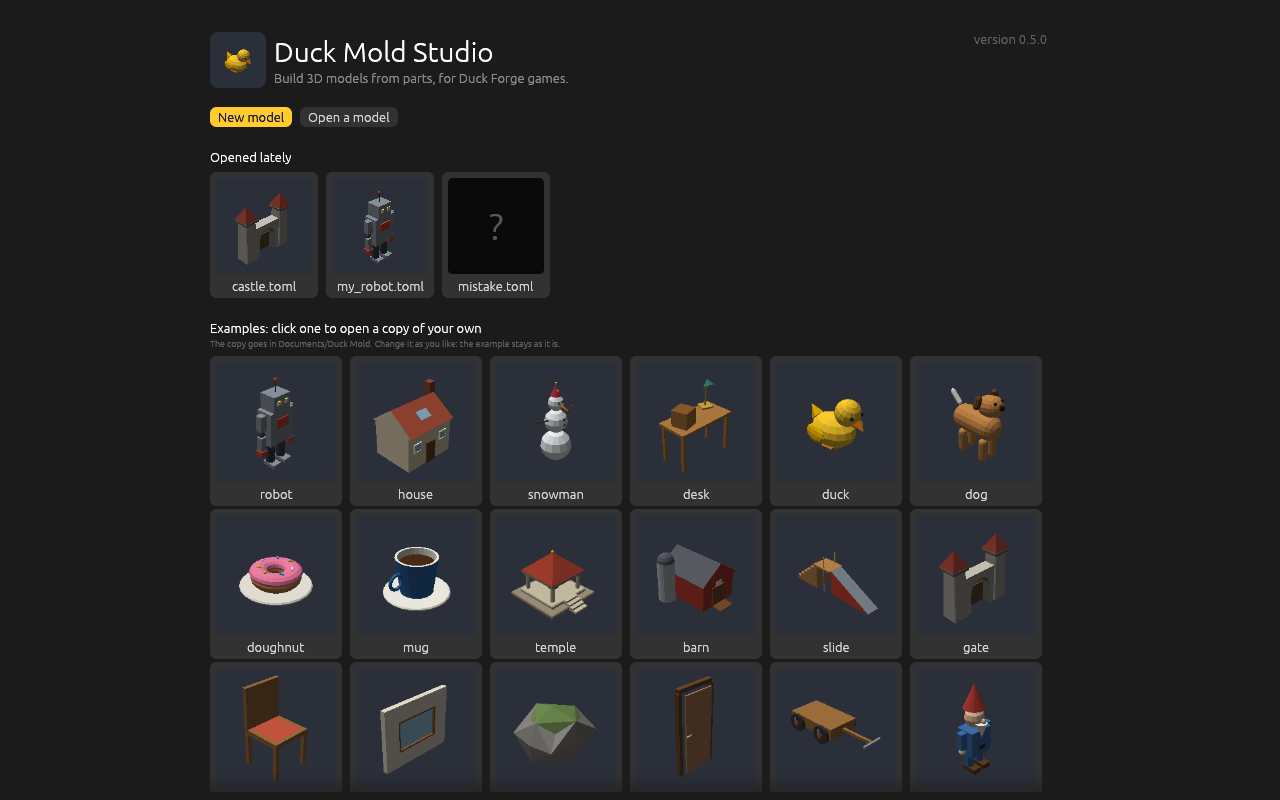 Duck Mold Studio
version 0.5.0
Build 3D models from parts, for Duck Forge games.
New model Open a model
Opened lately
?
castle.toml my_robot.toml mistake.toml
Examples: click one to open a copy of your own
The copy goes in Documents/Duck Mold. Change it as you like: the example stays as it is.
robot house snowman desk duck dog
doughnut mug temple barn slide gate